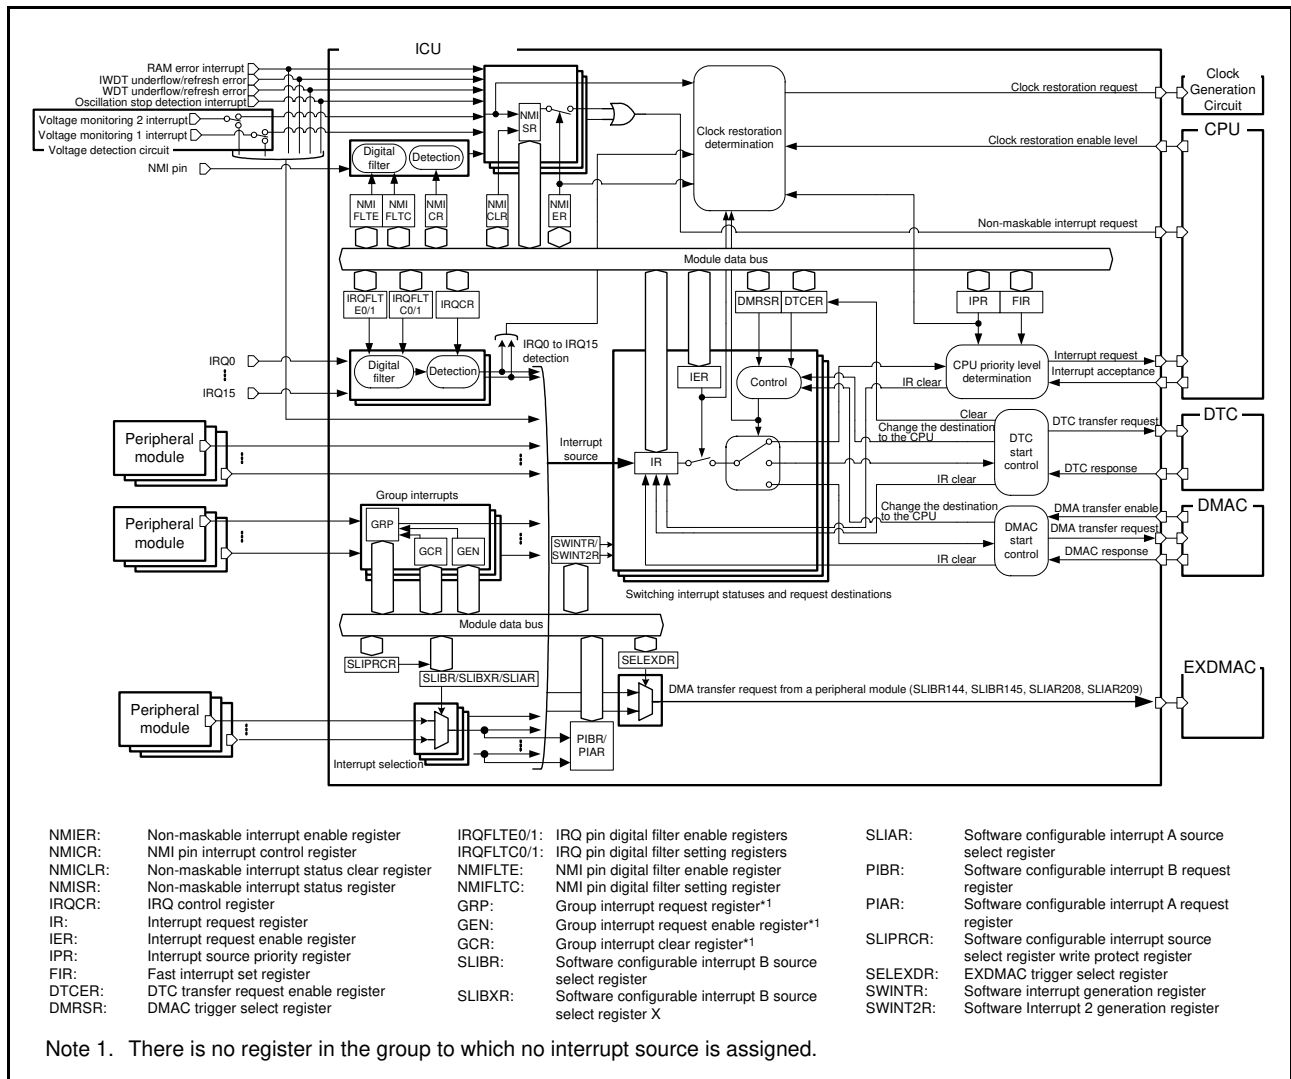 ICU
RAM error interrupt
IWDT underflow/refresh error
WDT underflow/refresh error
Oscillation stop detection interrupt
Voltage monitoring 2 interrupt
Voltage monitoring 1 interrupt
Voltage detection circuit
NMI pin
Digital
filter
Detection
NMI
SR
Clock restoration
determination
Clock restoration request
Clock
Generation
Circuit
CPU
Clock restoration enable level
NMI
FLTE
NMI
FLTC
NMI
CR
NMI
CLR
NMI
ER
Non-maskable interrupt request
Module data bus
IRQFLT
E0/1
IRQFLT
C0/1
IRQCR
DMRSR
DTCER
IPR
FIR
IRQ0
IRQ15
Digital
filter
Detection
IRQ0 to IRQ15
detection
IER
Control
CPU priority level
determination
Interrupt request
Interrupt acceptance
IR clear
Clear
Change the destination
to the CPU
DTC
start
control
DTC transfer request
DTC
DTC response
IR clear
Peripheral
module
Interrupt
source
IR
Group interrupts
Peripheral
module
GRP
GCR
GEN
SWINTR/
SWINT2R
Change the destination
to the CPU
DMAC
start
control
DMA transfer enable
DMA transfer request
DMAC response
DMAC
IR clear
Switching interrupt statuses and request destinations
Module data bus
SLIPRCR
SLIBR/SLIBXR/SLIAR
SELEXDR
EXDMAC
DMA transfer request from a peripheral module (SLIBR144, SLIBR145, SLIAR208, SLIAR209)
Peripheral
module
PIBR/
PIAR
Interrupt selection
NMIER: Non-maskable interrupt enable register
NMICR: NMI pin interrupt control register
NMICLR: Non-maskable interrupt status clear register
NMISR: Non-maskable interrupt status register
IRQCR: IRQ control register
IR: Interrupt request register
IER: Interrupt request enable register
IPR: Interrupt source priority register
FIR: Fast interrupt set register
DTCER: DTC transfer request enable register
DMRSR: DMAC trigger select register
IRQFLTE0/1: IRQ pin digital filter enable registers
IRQFLTC0/1: IRQ pin digital filter setting registers
NMIFLTE: NMI pin digital filter enable register
NMIFLTC: NMI pin digital filter setting register
GRP: Group interrupt request register*1
GEN: Group interrupt request enable register*1
GCR: Group interrupt clear register*1
SLIBR: Software configurable interrupt B source
select register
SLIBXR: Software configurable interrupt B source
select register X
SLIAR: Software configurable interrupt A source
select register
PIBR: Software configurable interrupt B request
register
PIAR: Software configurable interrupt A request
register
SLIPRCR: Software configurable interrupt source
select register write protect register
SELEXDR: EXDMAC trigger select register
SWINTR: Software interrupt generation register
SWINT2R: Software Interrupt 2 generation register
Note 1. There is no register in the group to which no interrupt source is assigned.